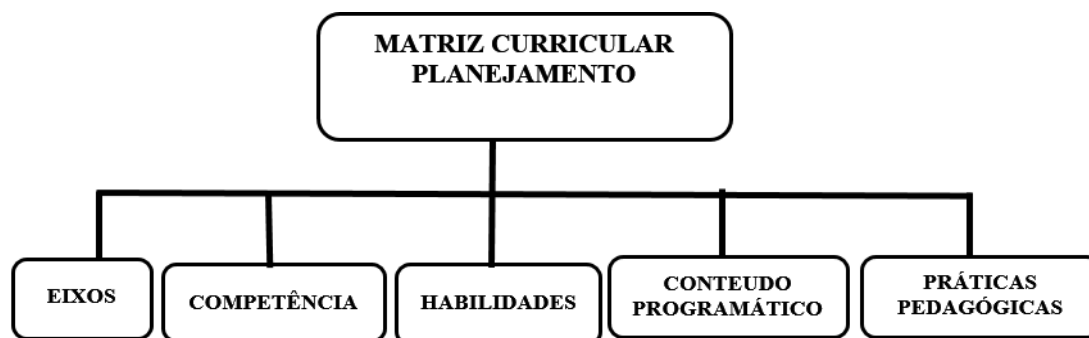 MATRIZ CURRICULAR
PLANEJAMENTO
EIXOS
COMPETÊNCIA
HABILIDADES
CONTEUDO
PROGRAMÁTICO
PRÁTICAS
PEDAGÓGICAS